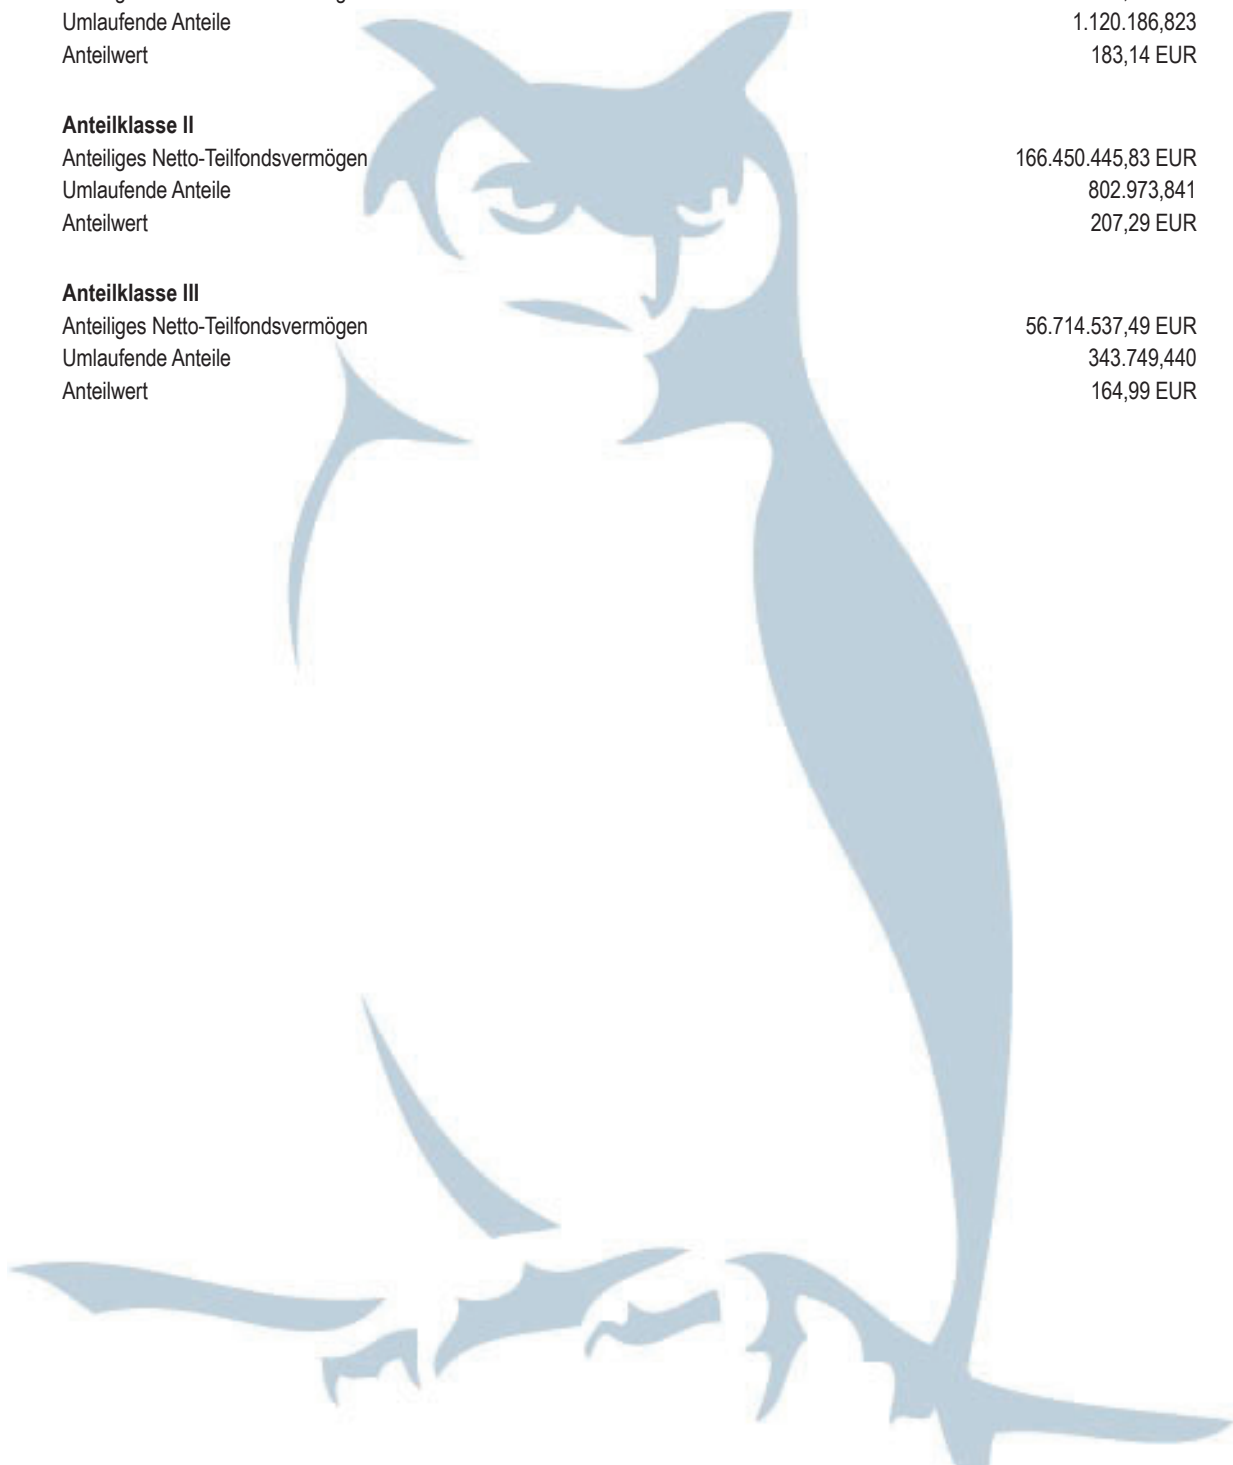 Umlaufende Anteile 1.120.186,823
Anteilwert 183,14 EUR
Anteilklasse II
Anteiliges Netto-Teilfondsvermögen 166.450.445,83 EUR
Umlaufende Anteile 802.973,841
Anteilwert 207,29 EUR
Anteilklasse III
Anteiliges Netto-Teilfondsvermögen 56.714.537,49 EUR
Umlaufende Anteile 343.749,440
Anteilwert 164,99 EUR